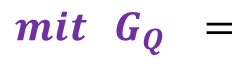 mit G_Q =